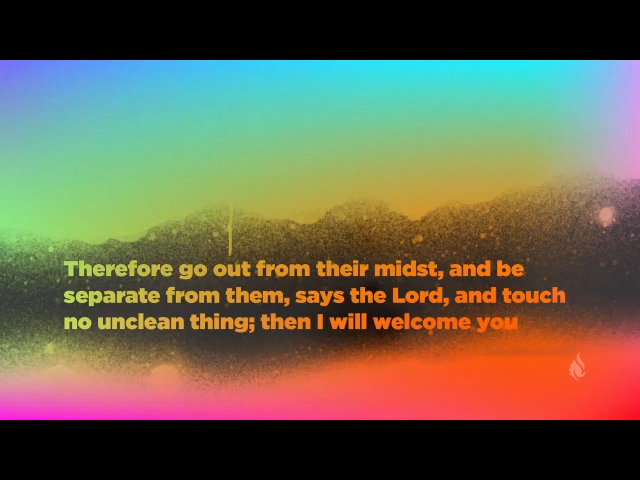 Therefore go out from their midst, and be
separate from them, says the Lord, and touch
no unclean thing; then I will welcome you